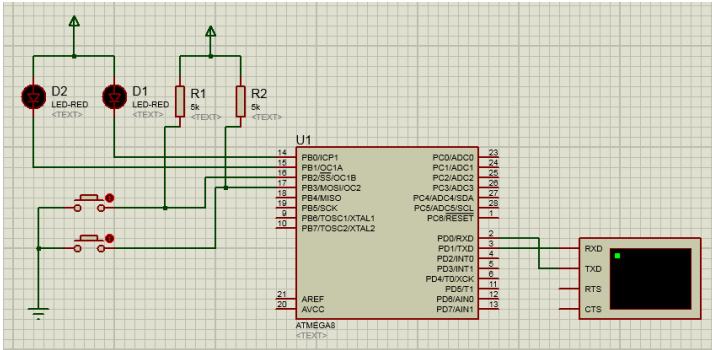 D2
LED-RED
<TEXT>
D1
LED-RED
<TEXT>
R1
5k
<TEXT>
R2
5k
<TEXT>
U1
14 PB0/ICP1 PC0/ADC0 23
15 PB1/OC1A PC1/ADC1 24
16 PB2/SS/OC1B PC2/ADC2 25
17 PB3/MOSI/OC2 PC3/ADC3 26
18 PB4/MISO PC4/ADC4/SDA 27
19 PB5/SCK PC5/ADC5/SCL 28
9 PB6/TOSC1/XTAL1 PC6/RESET 1
10 PB7/TOSC2/XTAL2
PD0/RXD 2
PD1/TXD 3
PD2/INT0 4
PD3/INT1 5
PD4/T0/XCK 6
PD5/T1 11
21 AREF PD6/AIN0 12
20 AVCC PD7/AIN1 13
ATMEGA8
<TEXT>
RXD
TXD
RTS
CTS